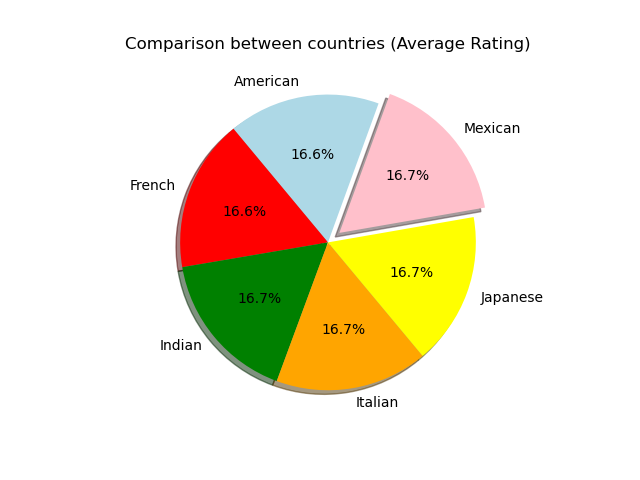 Comparison between countries (Average Rating)
American
16.6%
Mexican
16.7%
French
16.6%
Japanese
16.7%
Indian
16.7%
Italian
16.7%